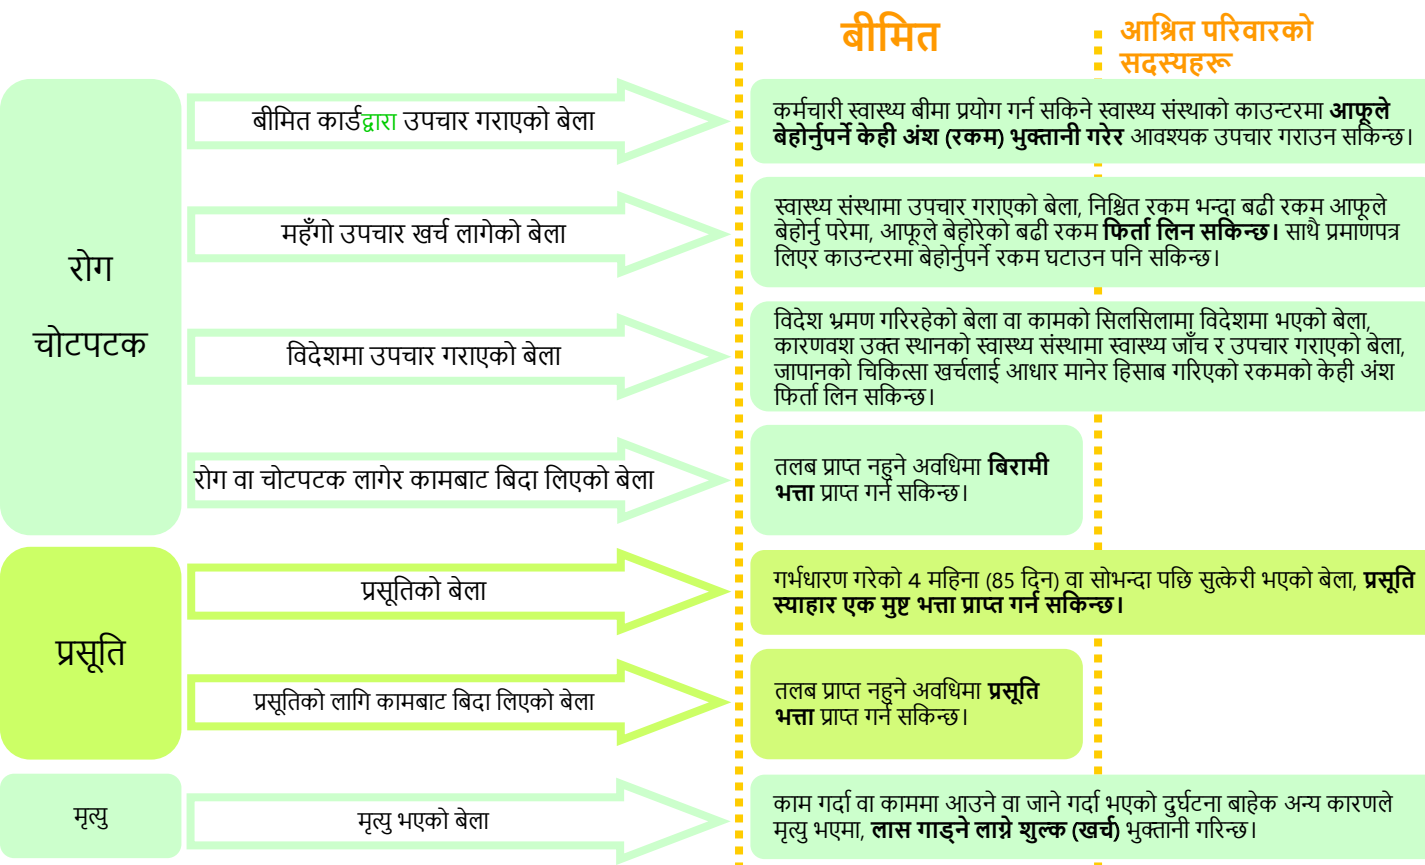 बीमित
आश्रित परिवारको
सदस्यहरू
रोग
चोटपटक
बीमित कार्डद्वारा उपचार गराएको बेला
कर्मचारी स्वास्थ्य बीमा प्रयोग गर्न सकिने स्वास्थ्य संस्थाको काउन्टरमा आफूले
बेहोर्नुपर्ने केही अंश (रकम) भुक्तानी गरेर आवश्यक उपचार गराउन सकिन्छ।
महँगो उपचार खर्च लागेको बेला
स्वास्थ्य संस्थामा उपचार गराएको बेला, निश्चित रकम भन्दा बढी रकम आफूले
बेहोर्नु परेमा, आफूले बेहोरेको बढी रकम फिर्ता लिन सकिन्छ। साथै प्रमाणपत्र
लिएर काउन्टरमा बेहोर्नुपर्ने रकम घटाउन पनि सकिन्छ।
विदेशमा उपचार गराएको बेला
विदेश भ्रमण गरिरहेको बेला वा कामको सिलसिलामा विदेशमा भएको बेला,
कारणवश उक्त स्थानको स्वास्थ्य संस्थामा स्वास्थ्य जाँच र उपचार गराएको बेला,
जापानको चिकित्सा खर्चलाई आधार मानेर हिसाब गरिएको रकमको केही अंश
फिर्ता लिन सकिन्छ।
रोग वा चोटपटक लागेर कामबाट बिदा लिएको बेला
तलब प्राप्त नहुने अवधिमा बिरामी
भत्ता प्राप्त गर्न सकिन्छ।
प्रसूति
प्रसूतिको बेला
गर्भधारण गरेको 4 महिना (85 दिन) वा सोभन्दा पछि सुत्केरी भएको बेला, प्रसूति
स्याहार एक मुष्ट भत्ता प्राप्त गर्न सकिन्छ।
प्रसूतिको लागि कामबाट बिदा लिएको बेला
तलब प्राप्त नहुने अवधिमा प्रसूति
भत्ता प्राप्त गर्न सकिन्छ।
मृत्यु
मृत्यु भएको बेला
काम गर्दा वा काममा आउने वा जाने गर्दा भएको दुर्घटना बाहेक अन्य कारणले
मृत्यु भएमा, लास गाड्ने लाग्ने शुल्क (खर्च) भुक्तानी गरिन्छ।